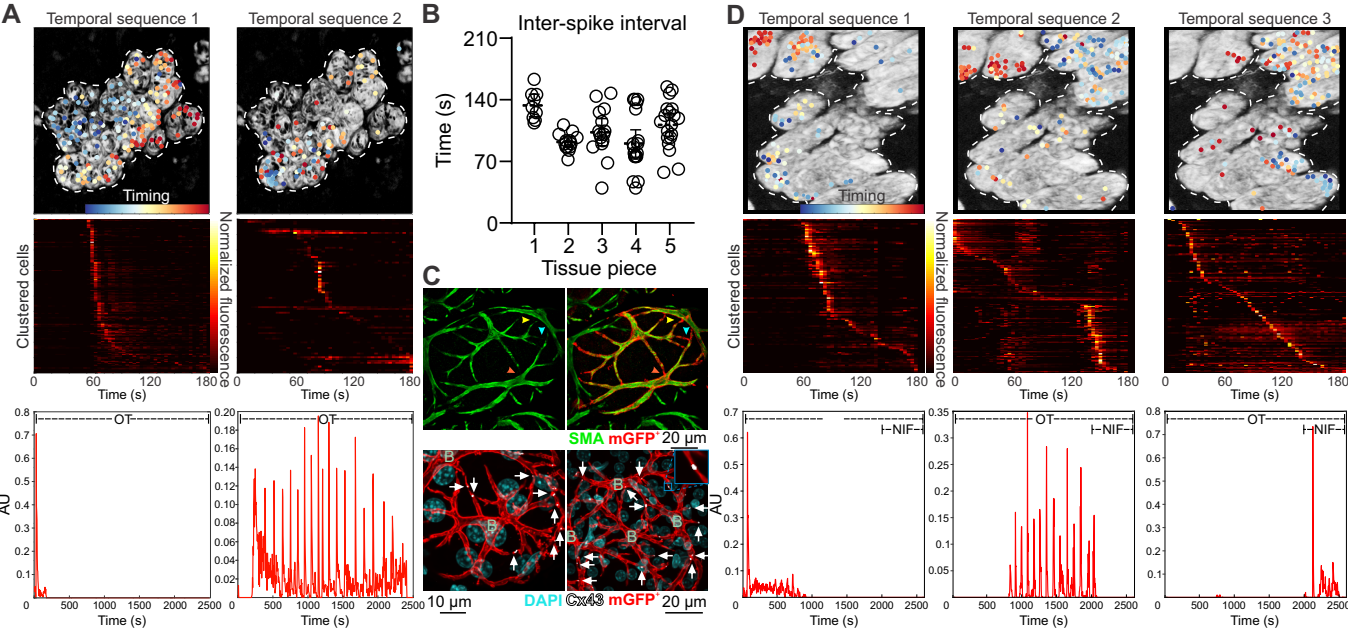 A
Temporal sequence 1
Temporal sequence 2
Timing
Clustered cells
Normalized fluorescence
0 60 120 180
Time (s)
0 60 120 180
Time (s)
AU
0.8
0.7
0.6
0.5
0.4
0.3
0.2
0.1
OT
0 500 1000 1500 2000 2500
Time (s)
0.20
0.18
0.16
0.14
0.12
0.10
0.08
0.06
0.04
0.02
OT
0 500 1000 1500 2000 2500
Time (s)
B
Inter-spike interval
Time (s)
210
140
70
0
1 2 3 4 5
Tissue piece
C
SMA mGFP+
20 µm
B
B
B
B
B
B
DAPI Cx43 mGFP+
10 µm
20 µm
D
Temporal sequence 1
Temporal sequence 2
Temporal sequence 3
Timing
Clustered cells
Normalized fluorescence
0 60 120 180
Time (s)
0 60 120 180
Time (s)
0 60 120 180
Time (s)
AU
0.7
0.6
0.5
0.4
0.3
0.2
0.1
NIF
0 500 1000 1500 2000 2500
Time (s)
0.35
0.3
0.25
0.2
0.15
0.1
0.05
OT
NIF
500 1000 1500 2000 2500
Time (s)
0.8
0.7
0.6
0.5
0.4
0.3
0.2
0.1
OT
NIF
0 500 1000 1500 2000 2500
Time (s)